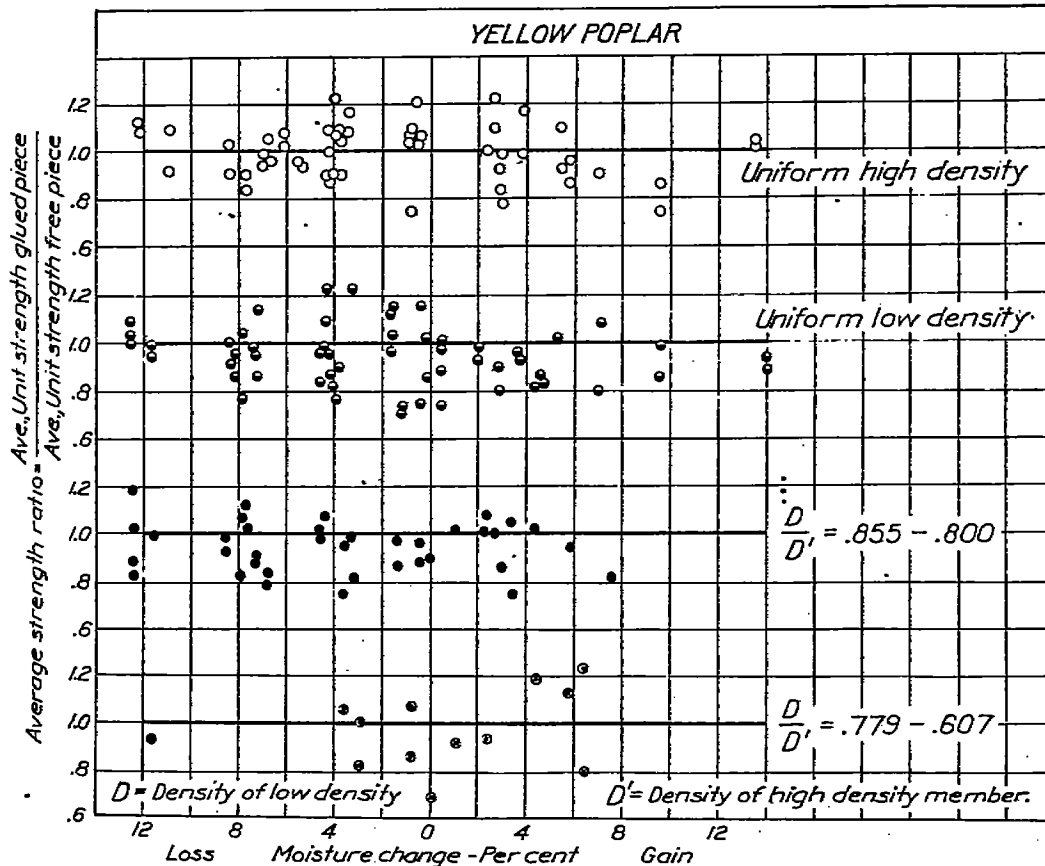 YELLOW POPLAR
Average strength ratio = Ave., Unit strength glued piece
Ave., Unit strength free piece
1.2
1.0
.8
.6
Uniform high density
1.2
1.0
.8
.6
Uniform low density
1.2
1.0
.8
.6
D
D' = .855 - .800
1.2
1.0
.8
.6
D
D' = .779 - .607
D = Density of low density
D' = Density of high density member.
12 8 4 0 4 8 12
Loss Moisture change - Per cent Gain